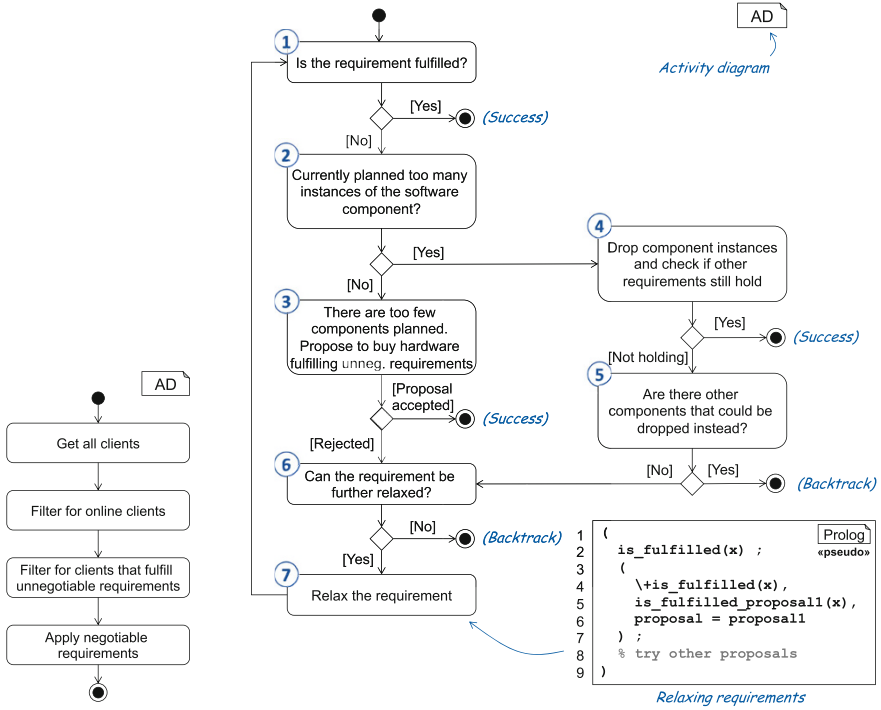 AD
Activity diagram
1
Is the requirement fulfilled?
[Yes]
(Success)
[No]
2
Currently planned too many
instances of the software
component?
[Yes]
[No]
3
There are too few
components planned.
Propose to buy hardware
fulfilling unneg. requirements
[Proposal
accepted]
(Success)
[Rejected]
4
Drop component instances
and check if other
requirements still hold
[Yes]
(Success)
[Not holding]
5
Are there other
components that could be
dropped instead?
[No]
[Yes]
(Backtrack)
6
Can the requirement be
further relaxed?
[No]
(Backtrack)
[Yes]
7
Relax the requirement
AD
Get all clients
Filter for online clients
Filter for clients that fulfill
unnegotiable requirements
Apply negotiable
requirements
Prolog
«pseudo»
1 (
2 is_fulfilled(x) ;
3 (
4 \+is_fulfilled(x),
5 is_fulfilled_proposal1(x),
6 proposal = proposal1
7 ) ;
8 % try other proposals
9 )
Relaxing requirements